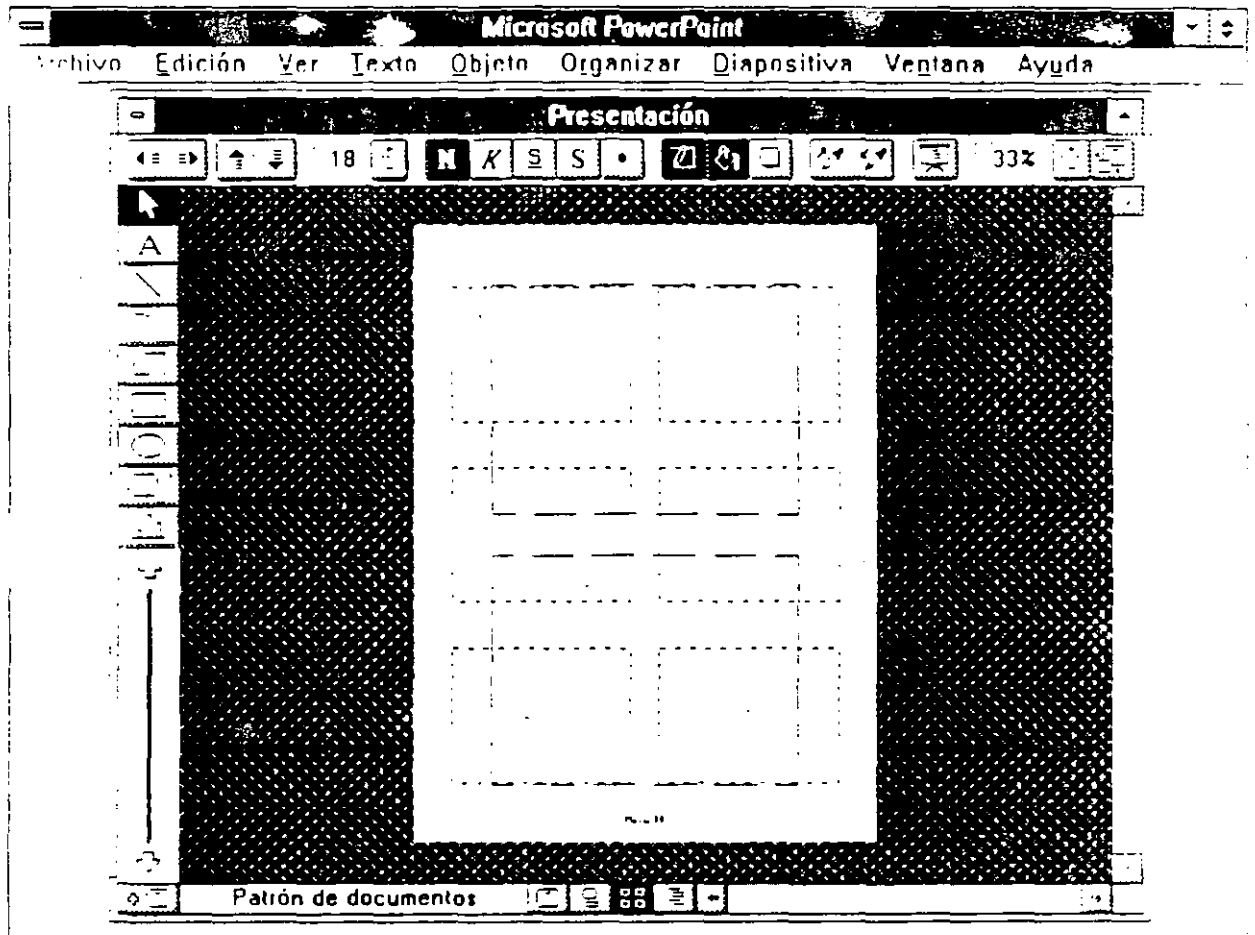 Microsoft PowerPoint
Edición Ver Texto Objeto Organizar Diapositiva Ventana Ayuda
Presentación
18 N K S S 33%
A
Patrón de documentos